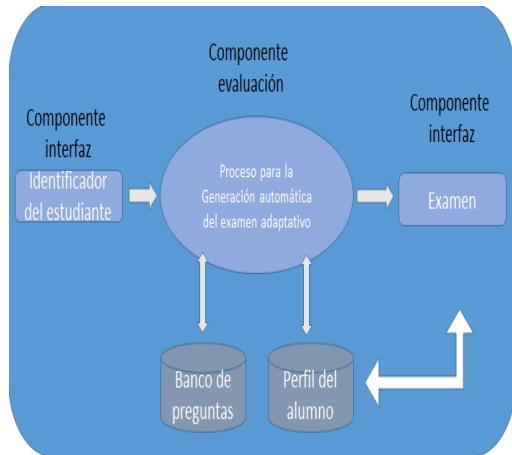 Componente
evaluación
Componente
interfaz
Componente
interfaz
Identificador
del estudiante
Proceso para la
Generación automática
del examen adaptativo
Examen
Banco de
preguntas
Perfil del
alumno